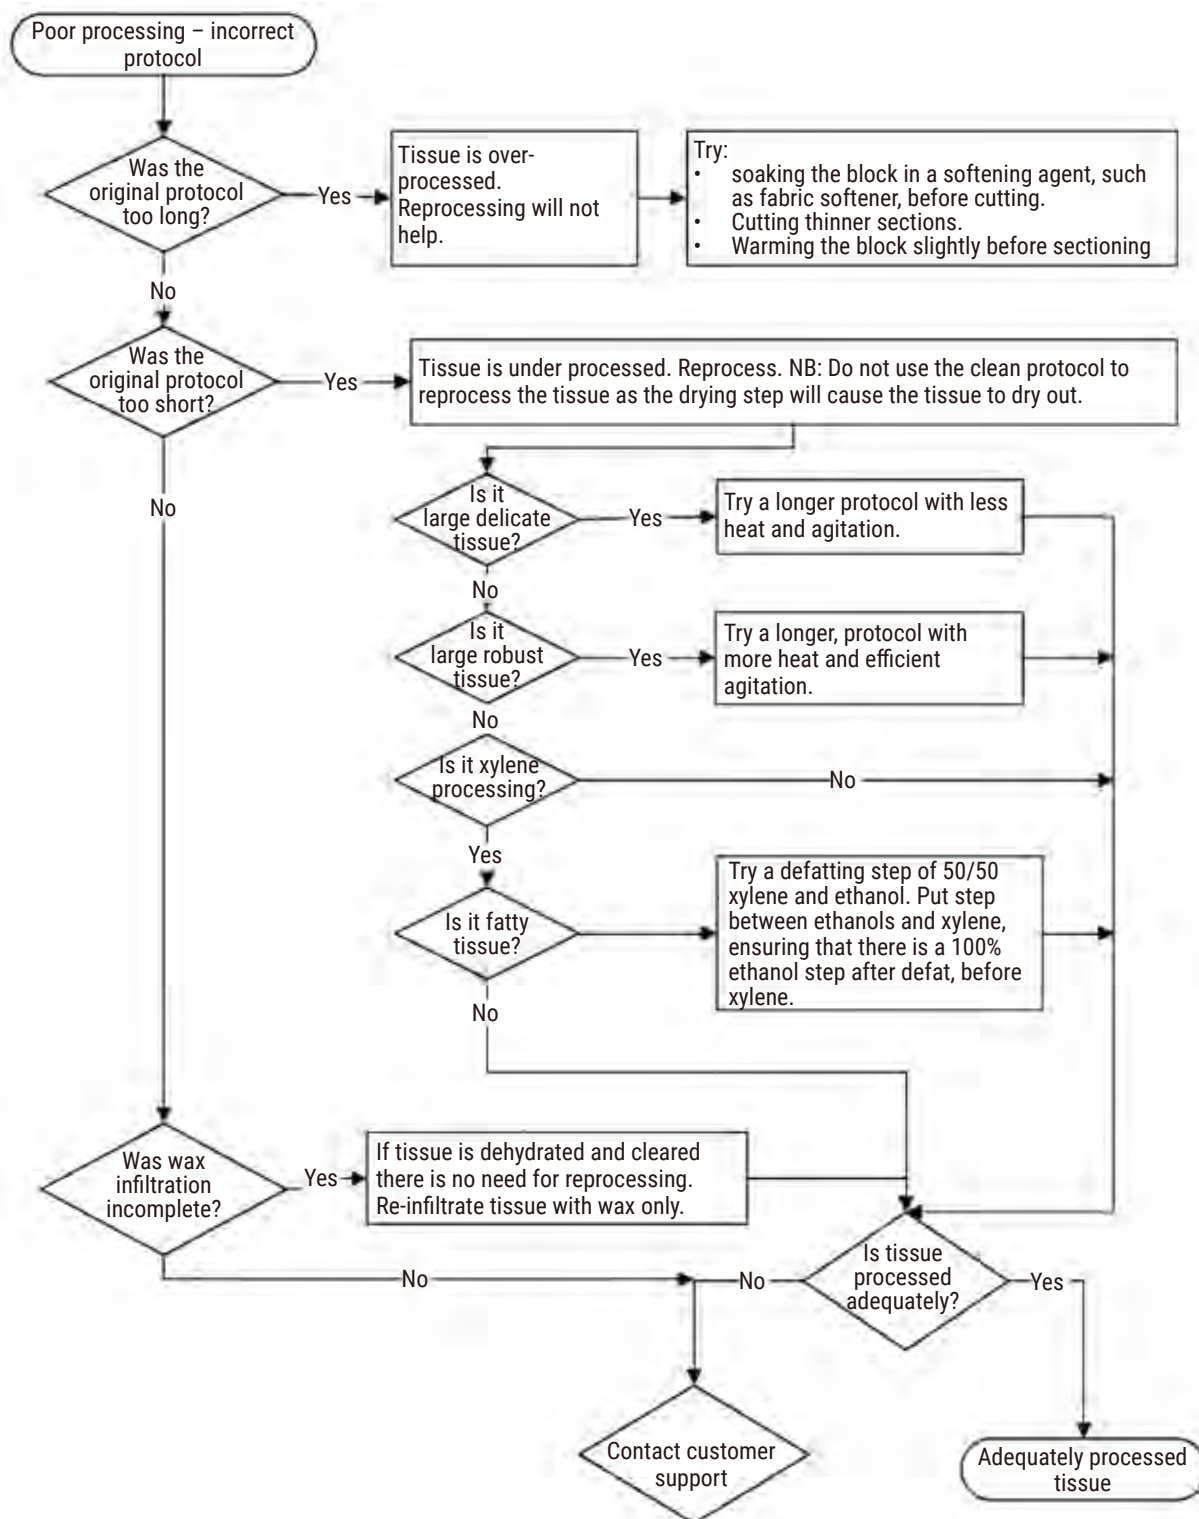 Poor processing – incorrect
protocol
Was the
original protocol
too long?
Yes
Tissue is over-
processed.
Reprocessing will not
help.
Try:
• soaking the block in a softening agent, such
as fabric softener, before cutting.
• Cutting thinner sections.
• Warming the block slightly before sectioning
No
Was the
original protocol
too short?
Yes
Tissue is under processed. Reprocess. NB: Do not use the clean protocol to
reprocess the tissue as the drying step will cause the tissue to dry out.
No
Is it
large delicate
tissue?
Yes
Try a longer protocol with less
heat and agitation.
No
Is it
large robust
tissue?
Yes
Try a longer, protocol with
more heat and efficient
agitation.
No
Is it xylene
processing?
No
Yes
Is it fatty
tissue?
Try a defatting step of 50/50
xylene and ethanol. Put step
between ethanols and xylene,
ensuring that there is a 100%
ethanol step after defat, before
xylene.
No
Was wax
infiltration
incomplete?
Yes
If tissue is dehydrated and cleared
there is no need for reprocessing.
Re-infiltrate tissue with wax only.
No
Is tissue
processed
adequately?
No
Yes
Contact customer
support
Adequately processed
tissue